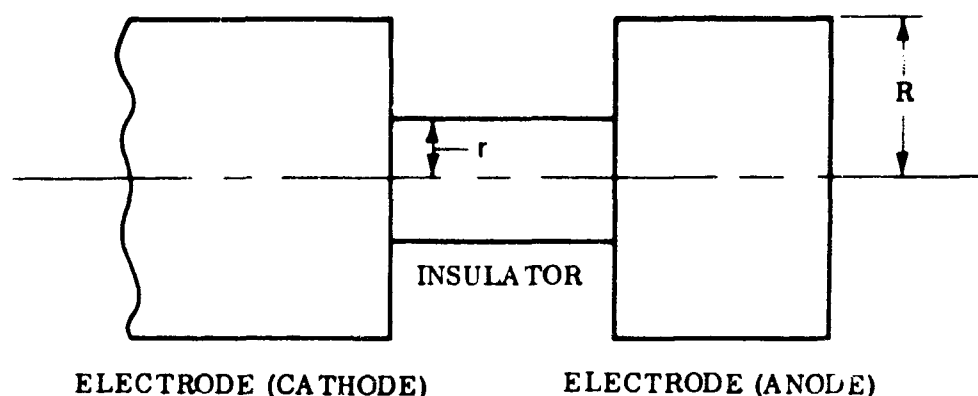 R
r
INSULATOR
ELECTRODE (CATHODE) ELECTRODE (ANODE)